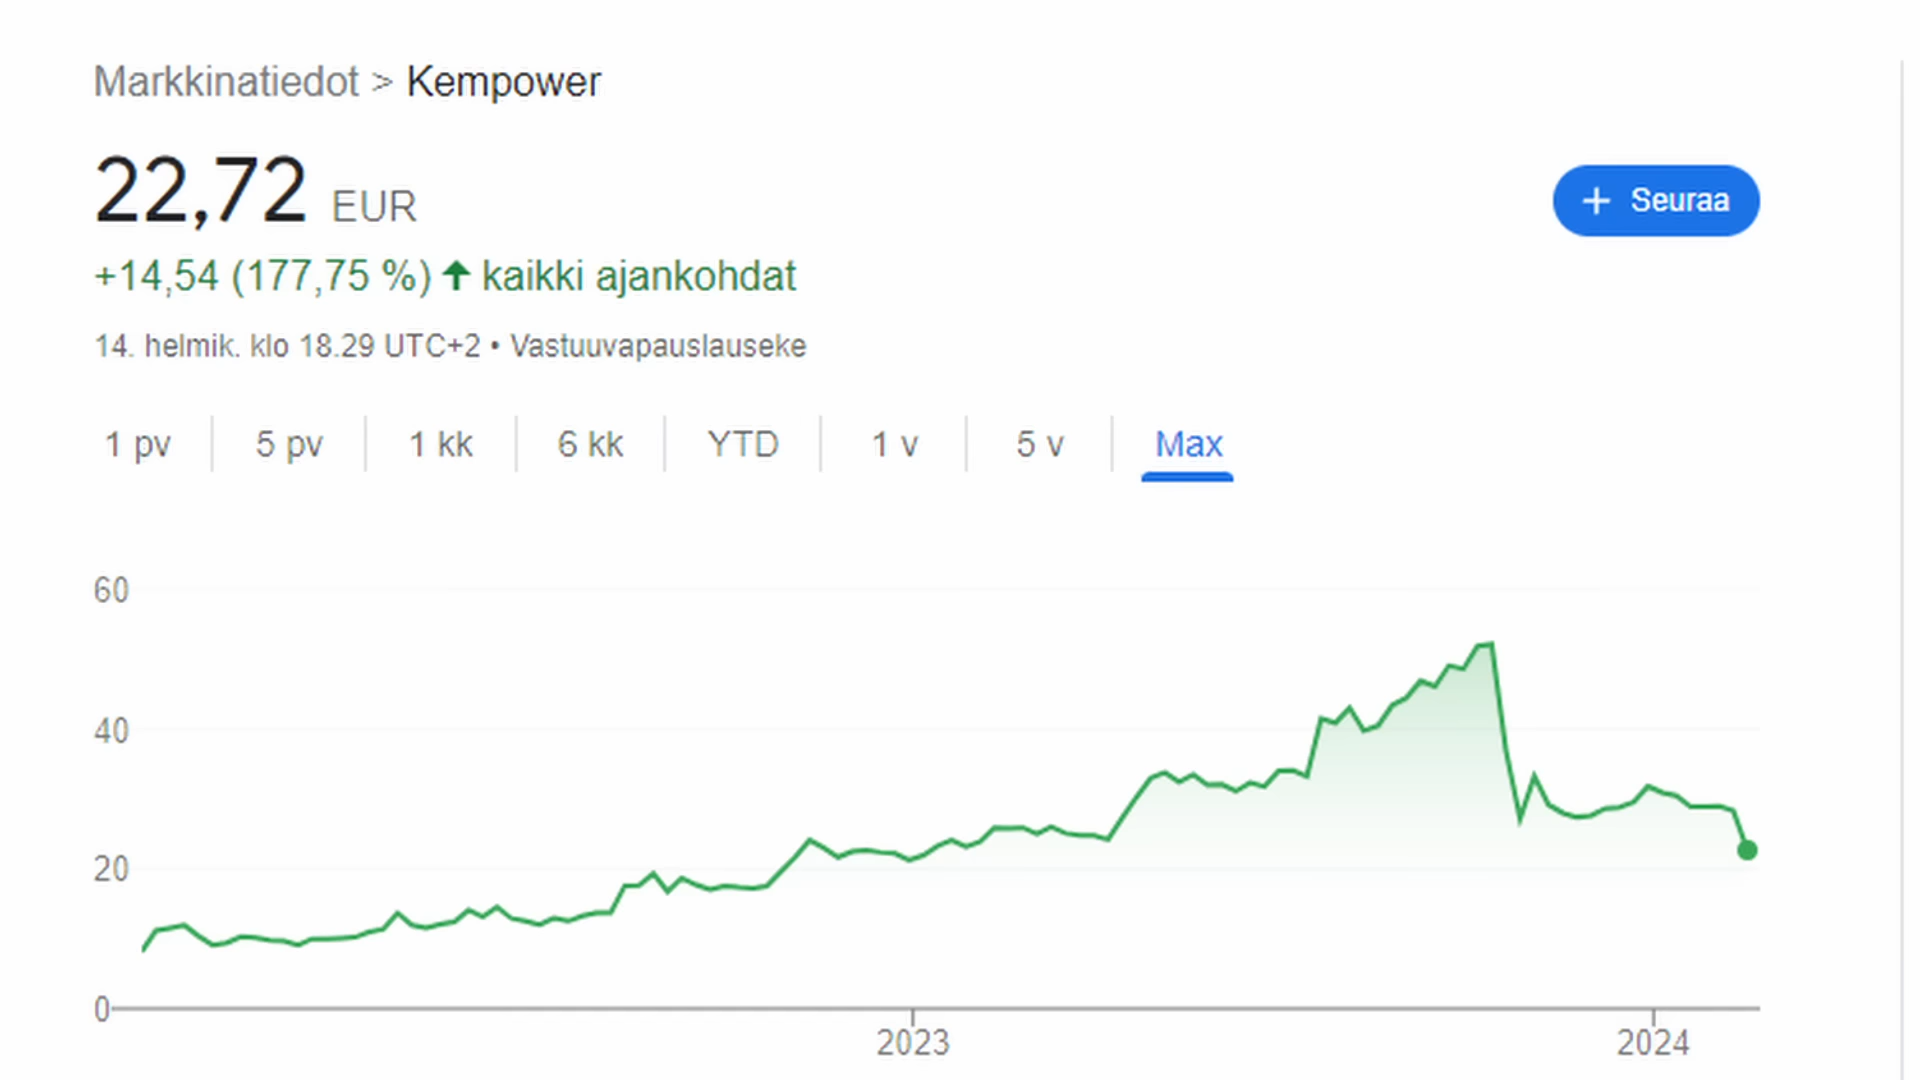 Markkinatiedot > Kempower
22,72 EUR
+ Seuraa
+14,54 (177,75 %) ↑ kaikki ajankohdat
14. helmik. klo 18.29 UTC+2 • Vastuuvapauslauseke
1 pv 5 pv 1 kk 6 kk YTD 1 v 5 v Max
60
40
20
0
2023 2024